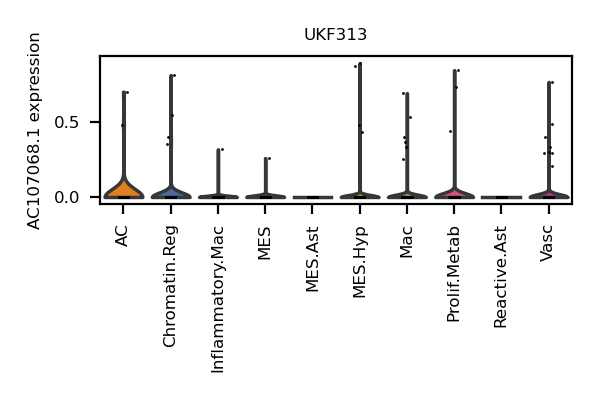 UKF313
AC107068.1 expression
0.5
0.0
AC
Chromatin.Reg
Inflammatory.Mac
MES
MES.Ast
MES.Hyp
Mac
Prolif.Metab
Reactive.Ast
Vasc